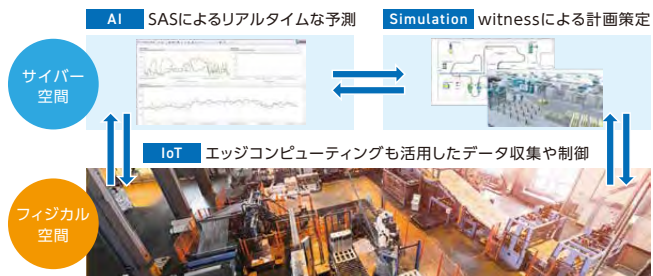 AI SASによるリアルタイムな予測
Simulation witnessによる計画策定
サイバー
空間
IoT エッジコンピューティングも活用したデータ収集や制御
フィジカル
空間